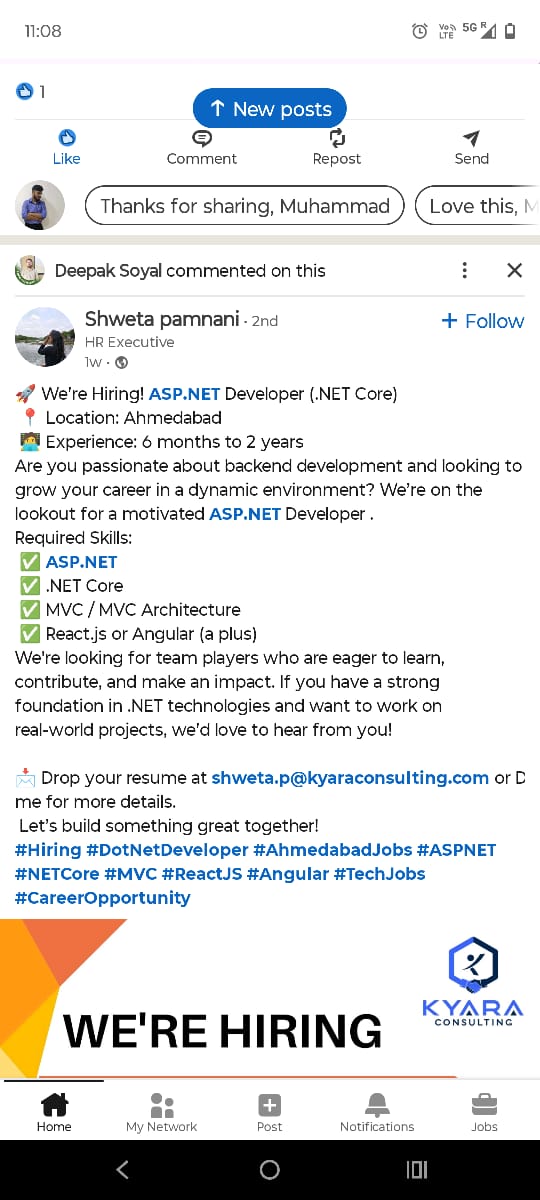 11:08
Vo))
LTE
5G R
1
↑ New posts
Like
Comment
Repost
Send
Thanks for sharing, Muhammad
Love this, M
Deepak Soyal commented on this
Shweta pamnani · 2nd
+ Follow
HR Executive
1w ·
🚀 We're Hiring! ASP.NET Developer (.NET Core)
📍 Location: Ahmedabad
🧑‍💻 Experience: 6 months to 2 years
Are you passionate about backend development and looking to
grow your career in a dynamic environment? We're on the
lookout for a motivated ASP.NET Developer .
Required Skills:
✅ ASP.NET
✅ .NET Core
✅ MVC / MVC Architecture
✅ React.js or Angular (a plus)
We're looking for team players who are eager to learn,
contribute, and make an impact. If you have a strong
foundation in .NET technologies and want to work on
real-world projects, we'd love to hear from you!
📩 Drop your resume at shweta.p@kyaraconsulting.com or D
me for more details.
Let's build something great together!
#Hiring #DotNetDeveloper #AhmedabadJobs #ASPNET
#NETCore #MVC #ReactJS #Angular #TechJobs
#CareerOpportunity
KYARA
CONSULTING
WE'RE HIRING
Home
My Network
Post
Notifications
Jobs